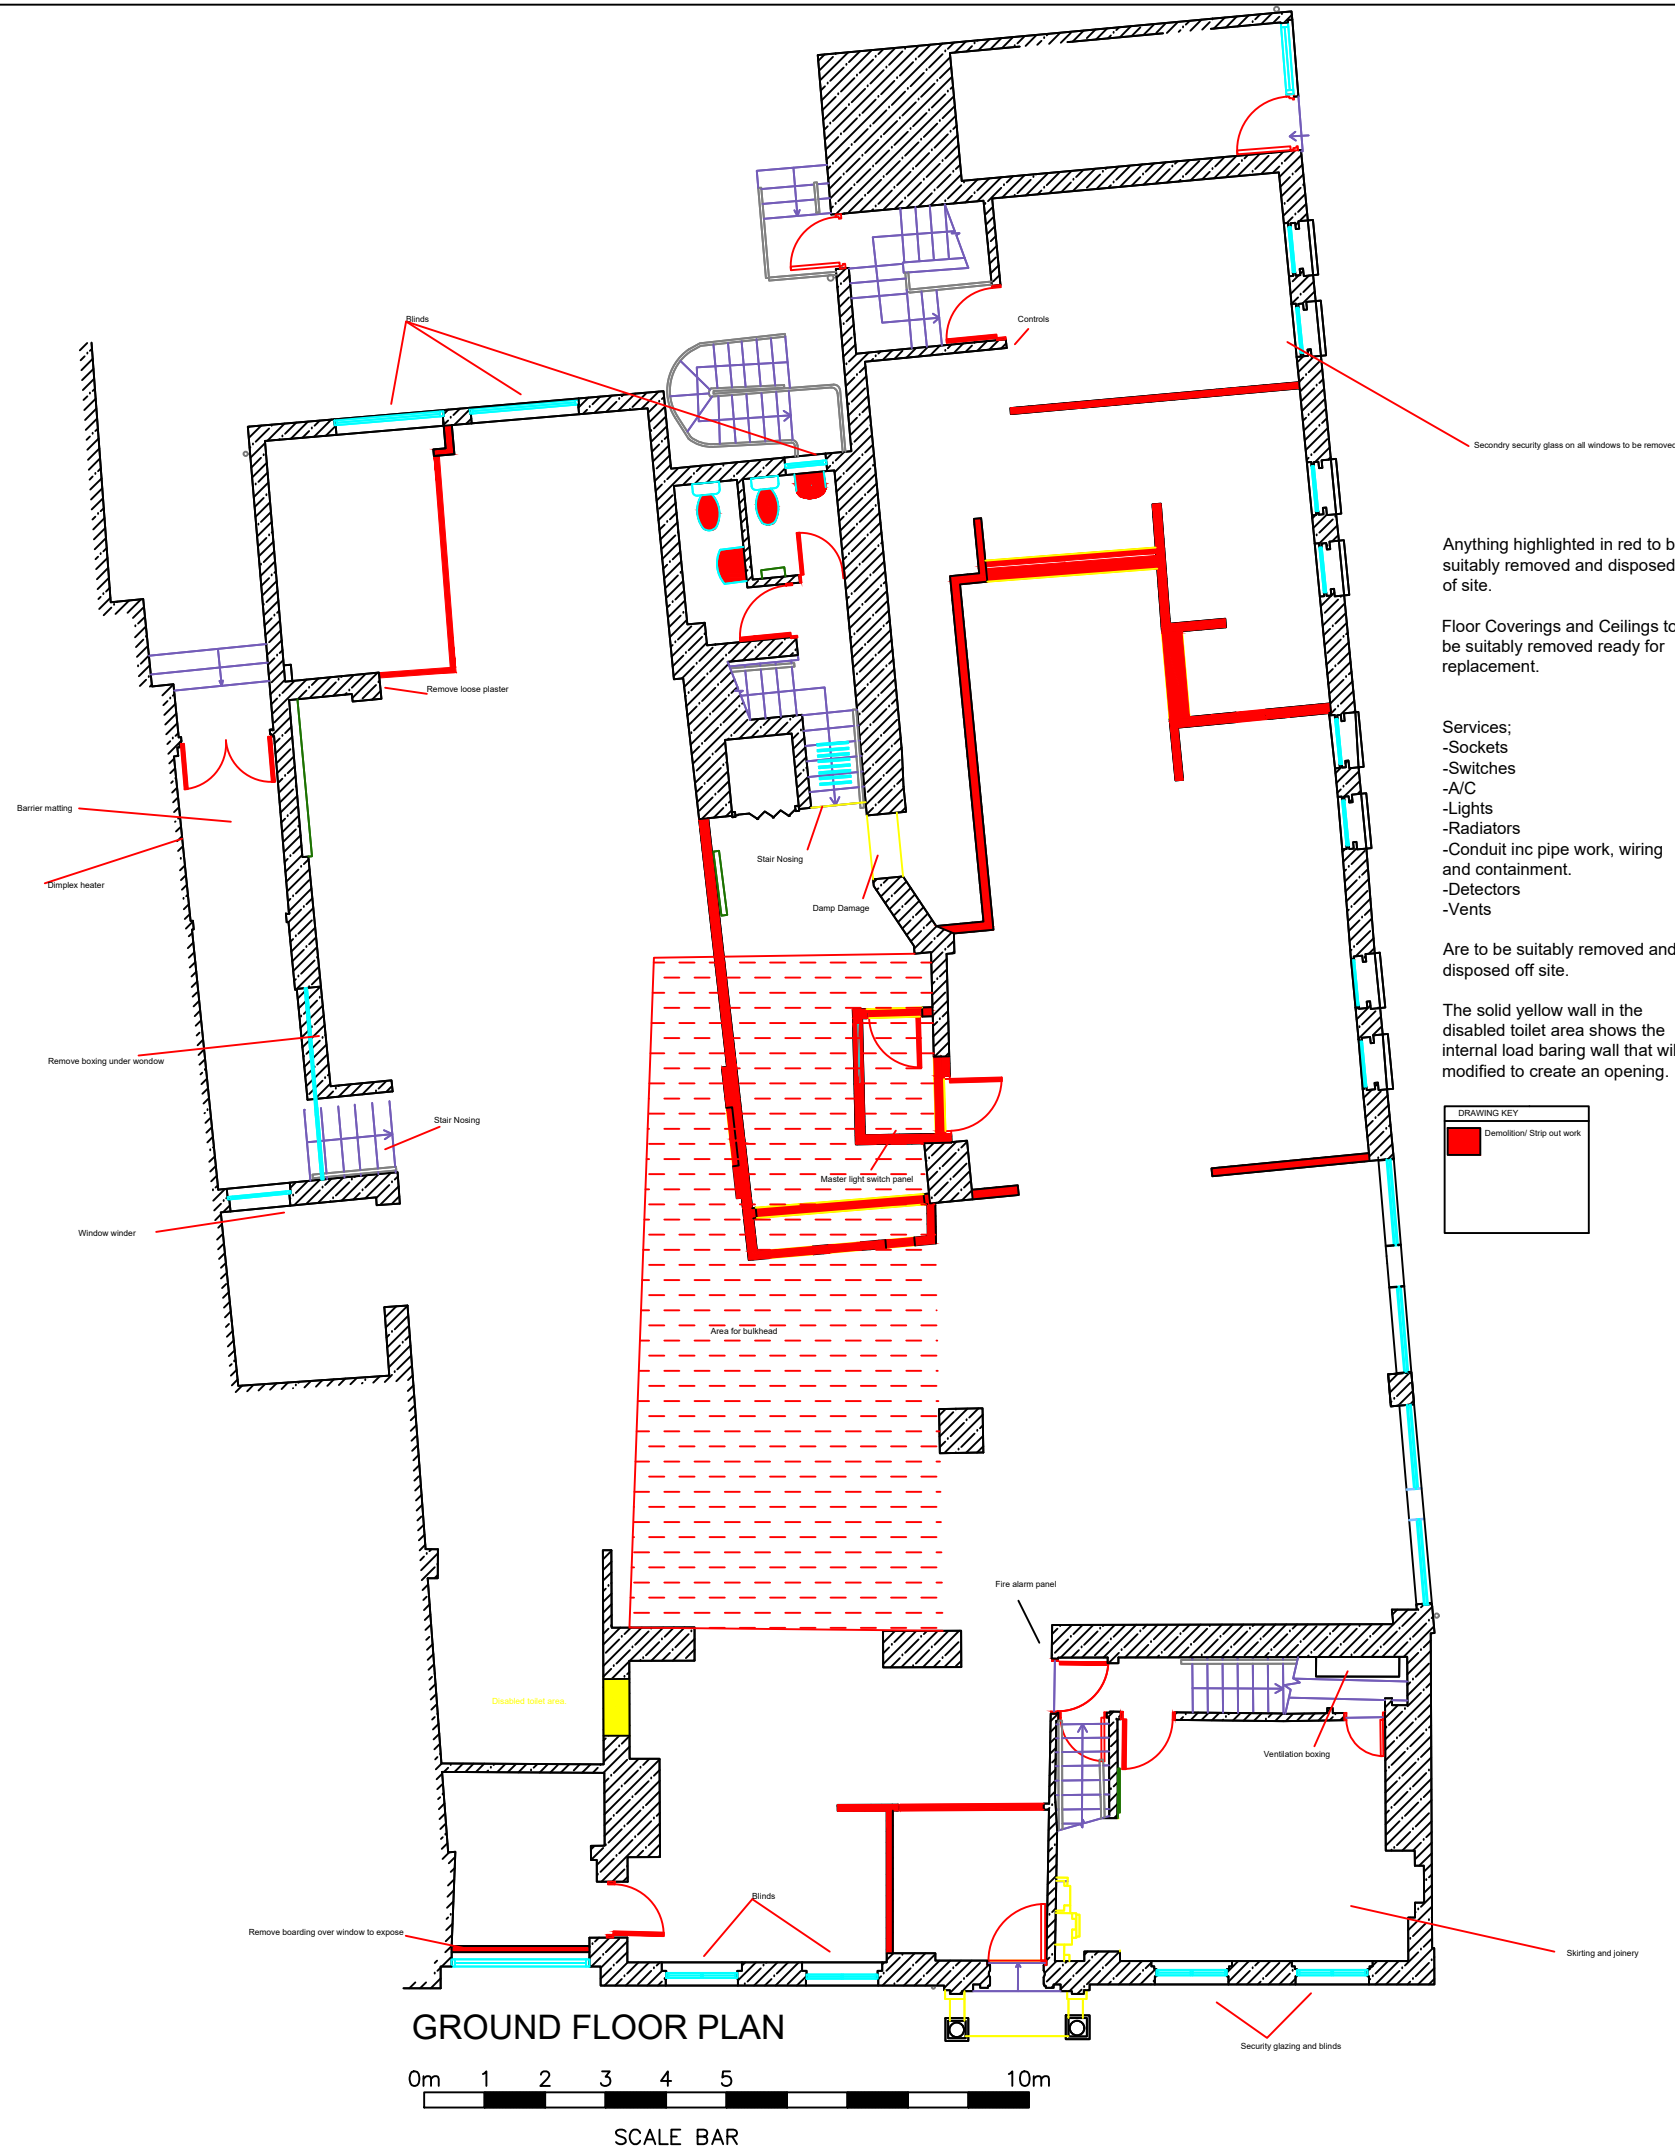 Blinds
Controls
Secondry security glass on all windows to be removed
Anything highlighted in red to b
suitably removed and disposed
of site.
Floor Coverings and Ceilings to
be suitably removed ready for
replacement.
Remove loose plaster
Services;
-Sockets
-Switches
-A/C
-Lights
-Radiators
-Conduit inc pipe work, wiring
and containment.
-Detectors
-Vents
Are to be suitably removed and
disposed off site.
The solid yellow wall in the
disabled toilet area shows the
internal load baring wall that wil
modified to create an opening.
DRAWING KEY
Demolition/ Strip out work
Barrier matting
Dimplex heater
Stair Nosing
Damp Damage
Remove boxing under wondow
Stair Nosing
Master light switch panel
Window winder
Area for bulkhead
Fire alarm panel
Disabled toilet area
Ventilation boxing
Blinds
Remove boarding over window to expose
Skirting and joinery
Security glazing and blinds
GROUND FLOOR PLAN
0m 1 2 3 4 5 10m
SCALE BAR